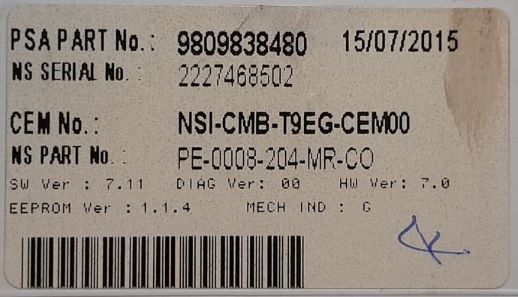 PSA PART No.: 9809838480 15/07/2015
NS SERIAL No.: 2227468502
CEM No.: NSI-CMB-T9EG-CEM00
NS PART No.: PE-0008-204-MR-CO
SW Ver : 7.11 DIAG Ver: 00 HW Ver: 7.0
EEPROM Ver : 1.1.4 MECH IND : G